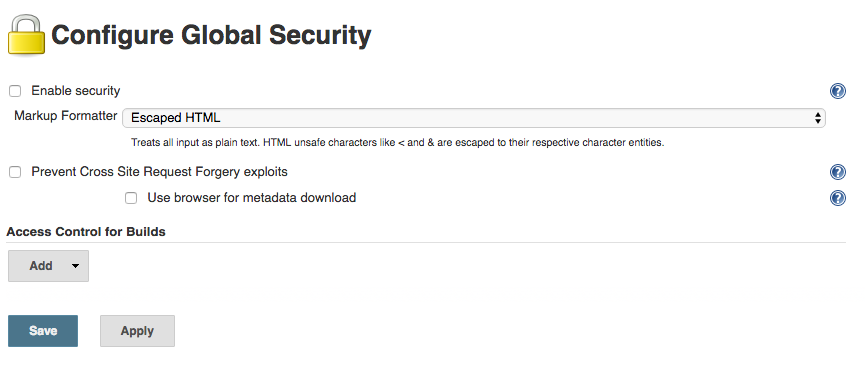 Configure Global Security
Enable security
?
Markup Formatter
Escaped HTML
Treats all input as plain text. HTML unsafe characters like < and & are escaped to their respective character entities.
Prevent Cross Site Request Forgery exploits
?
Use browser for metadata download
?
Access Control for Builds
Add
Save
Apply